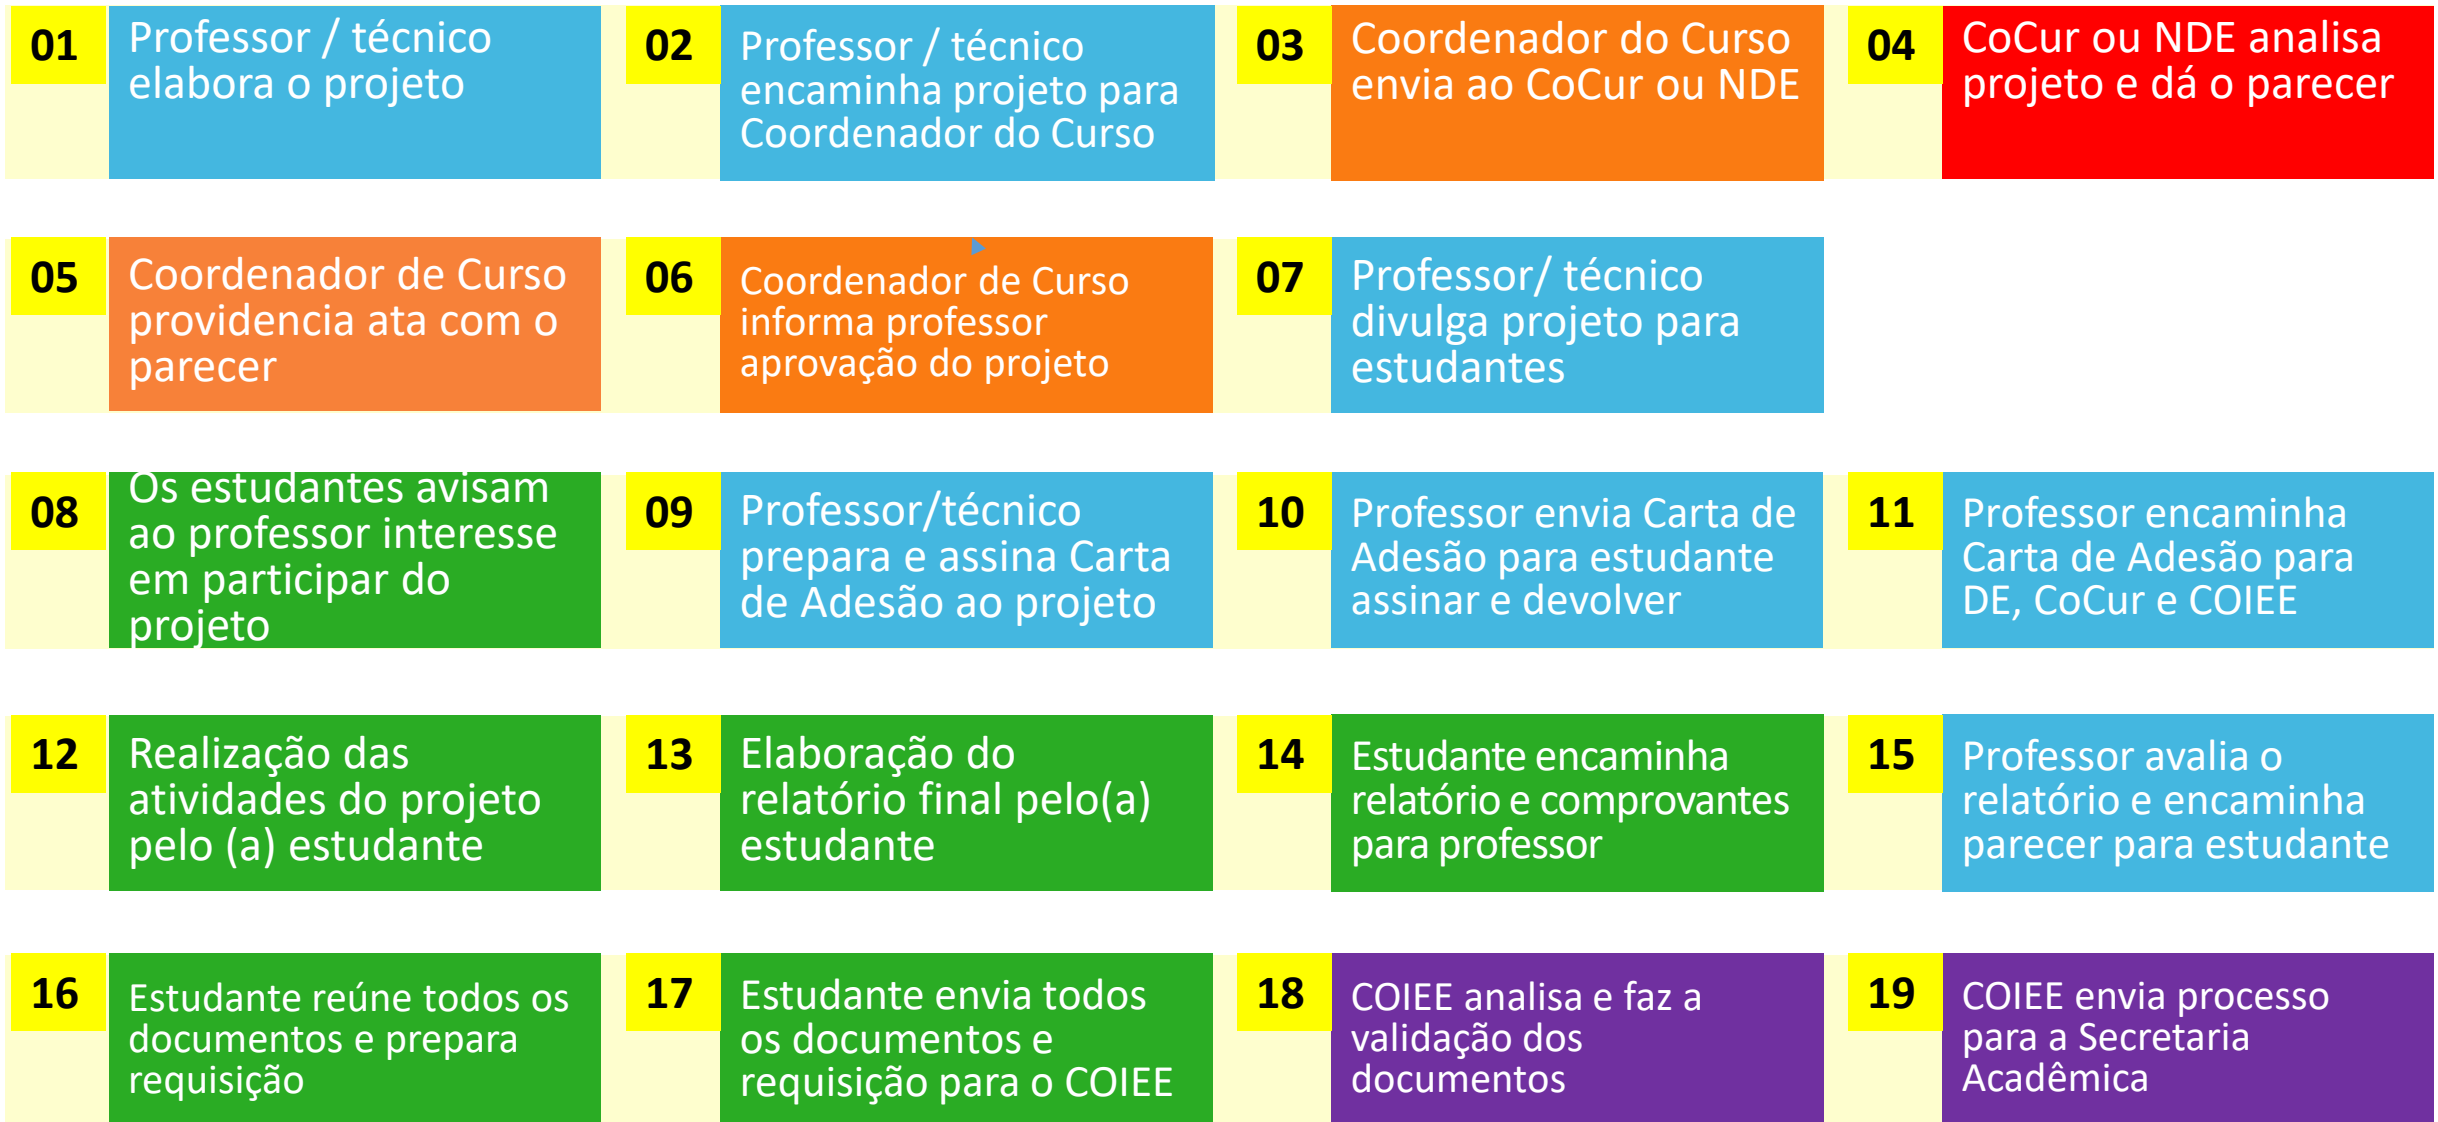 01
Professor / técnico
elabora o projeto
02
Professor / técnico
encaminha projeto para
Coordenador do Curso
03
Coordenador do Curso
envia ao CoCur ou NDE
04
CoCur ou NDE analisa
projeto e dá o parecer
05
Coordenador de Curso
providencia ata com o
parecer
06
Coordenador de Curso
informa professor
aprovação do projeto
07
Professor/ técnico
divulga projeto para
estudantes
08
Os estudantes avisam
ao professor interesse
em participar do
projeto
09
Professor/técnico
prepara e assina Carta
de Adesão ao projeto
10
Professor envia Carta de
Adesão para estudante
assinar e devolver
11
Professor encaminha
Carta de Adesão para
DE, CoCur e COIEE
12
Realização das
atividades do projeto
pelo (a) estudante
13
Elaboração do
relatório final pelo(a)
estudante
14
Estudante encaminha
relatório e comprovantes
para professor
15
Professor avalia o
relatório e encaminha
parecer para estudante
16
Estudante reúne todos os
documentos e prepara
requisição
17
Estudante envia todos
os documentos e
requisição para o COIEE
18
COIEE analisa e faz a
validação dos
documentos
19
COIEE envia processo
para a Secretaria
Acadêmica